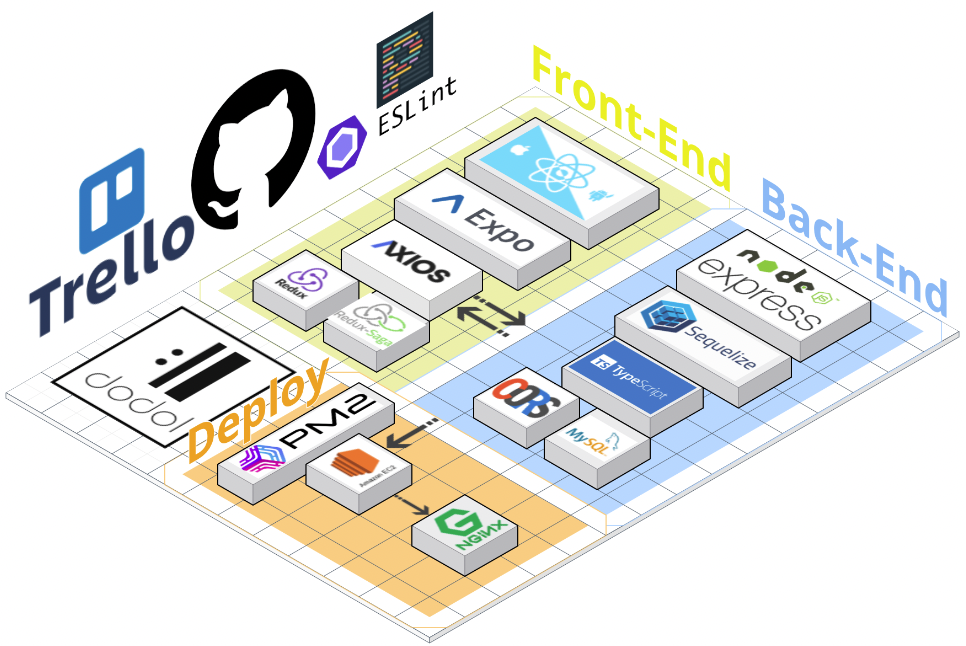 ESLint
Trello
Front-End
Expo
AXIOS
Redux
Redux-Saga
Back-End
node
express
Sequelize
TS TypeScript
CORS
MySQL
dodol
Deploy
PM2
Amazon EC2
NGINX